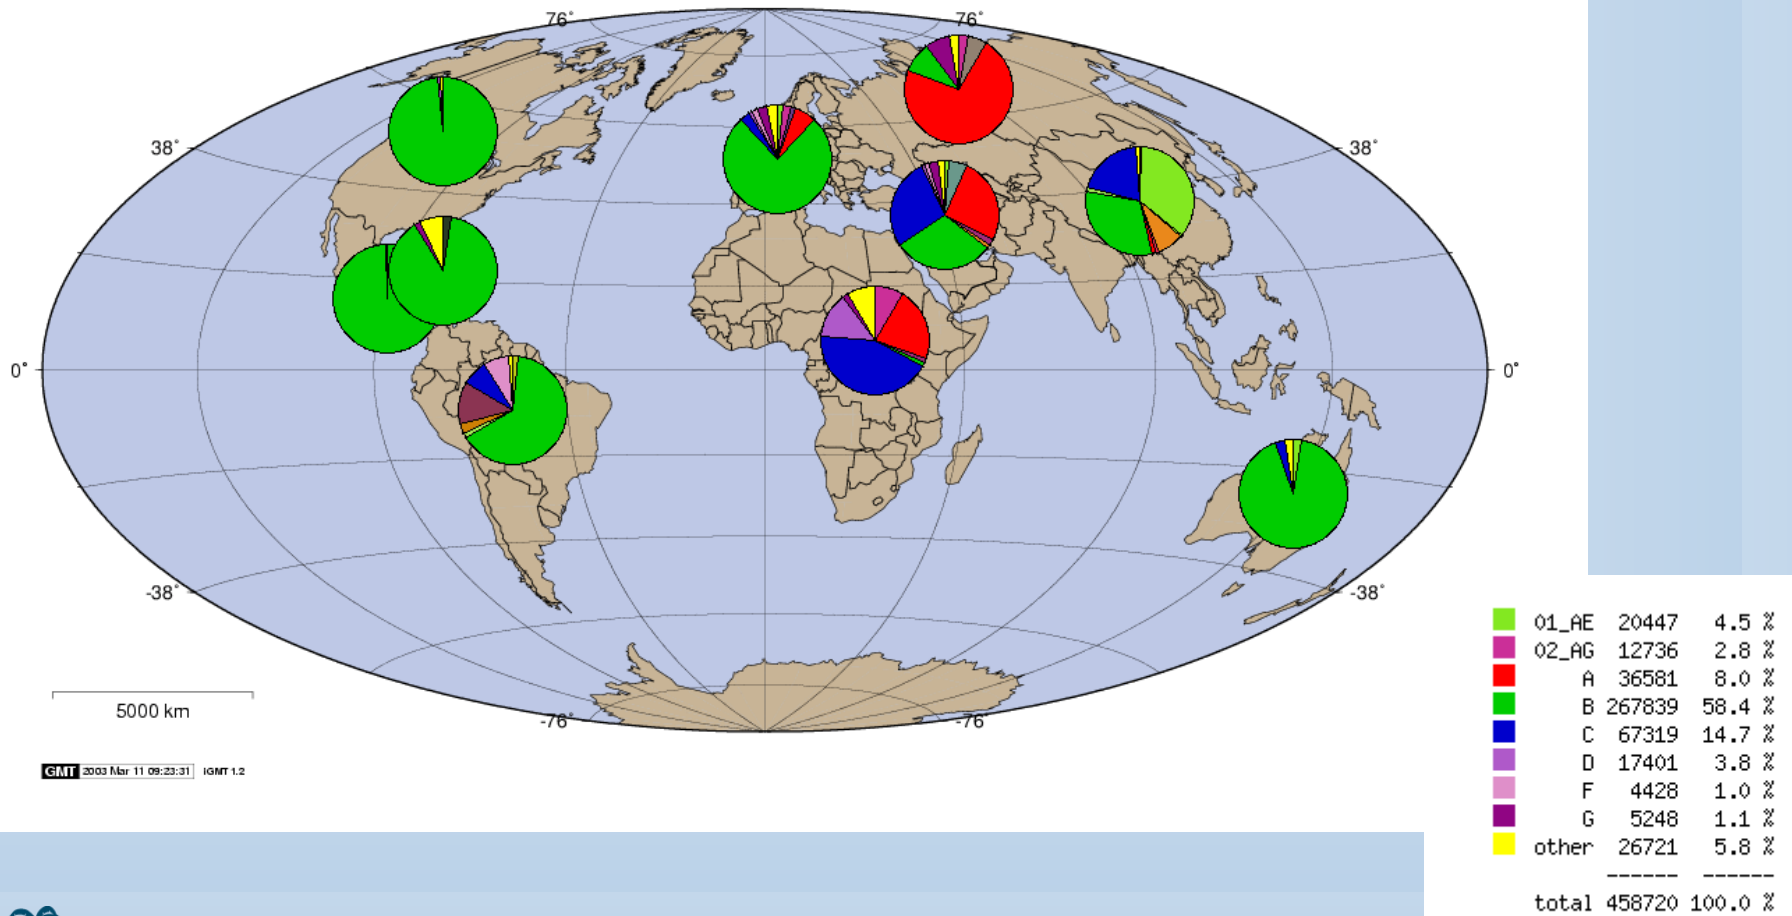 76°
76°
38°
38°
0°
0°
-38°
-38°
-76°
-76°
5000 km
GMT 2003 Mar 11 09:23:31 iGMT 1.2
01_AE 20447 4.5 %
02_AG 12736 2.8 %
A 36581 8.0 %
B 267839 58.4 %
C 67319 14.7 %
D 17401 3.8 %
F 4428 1.0 %
G 5248 1.1 %
other 26721 5.8 %
------ ------
total 458720 100.0 %